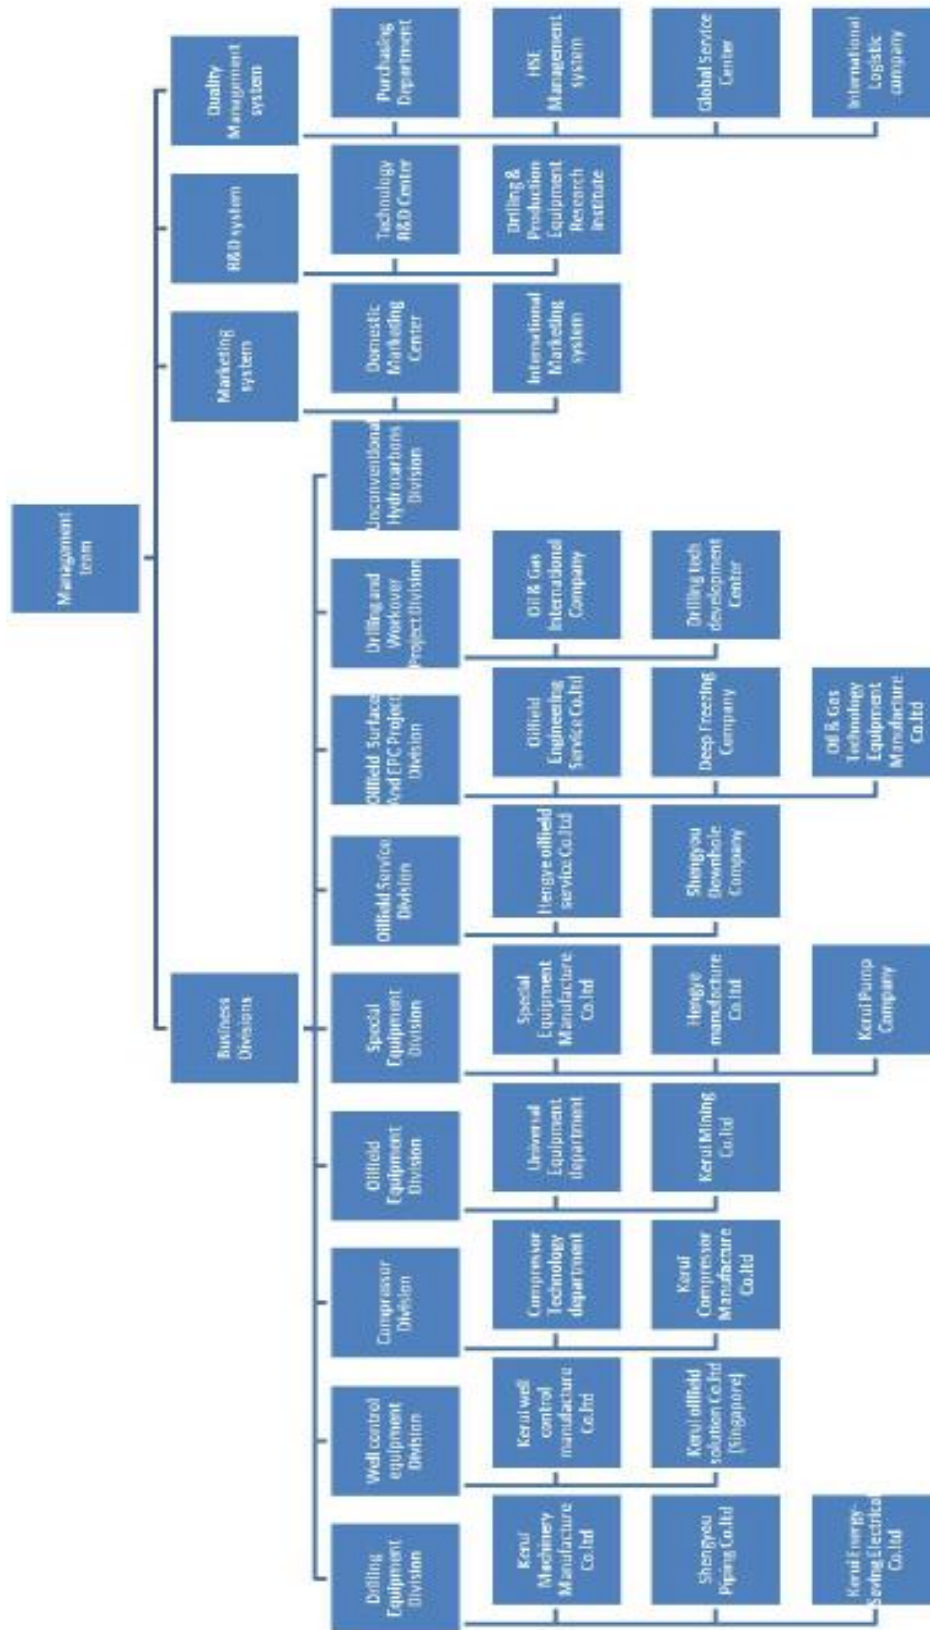 Management
team
Business
Divisions
Marketing
system
R&D system
Quality
Management
system
Drilling
Equipment
Division
Well control
equipment
Division
Compressor
Division
Oilfield
Equipment
Division
Special
Equipment
Division
Oilfield Service
Division
Oilfield Surface
And EPC Project
Division
Drilling and
Workover
Project Division
Unconventional
Hydrocarbons
Division
Domestic
Marketing
Center
Technology
R&D Center
Purchasing
Department
Kerui
Machinery
Manufacture
Co.ltd
Kerui well
control
manufacture
Co.ltd
Compressor
Technology
department
Universal
Equipment
department
Special
Equipment
Manufacture
Co.ltd
Hengye oilfield
service Co.ltd
Oilfield
Engineering
Service Co.ltd
Oil & Gas
International
Company
International
Marketing
system
Drilling &
Production
Equipment
Research
Institute
HSE
Management
system
Shengyou
Piping Co.ltd
Kerui oilfield
solution Co.ltd
(Singapore)
Kerui
Compressor
Manufacture
Co.ltd
Kerui Mining
Co.ltd
Hengye
manufacture
Co.ltd
Shengyou
Downhole
Company
Deep Freezing
Company
Drilling tech
development
Center
Global Service
Center
Kerui Energy-
Saving Electrical
Co.ltd
Kerui Pump
Company
Oil & Gas
Technology
Equipment
Manufacture
Co.ltd
International
Logistic
company